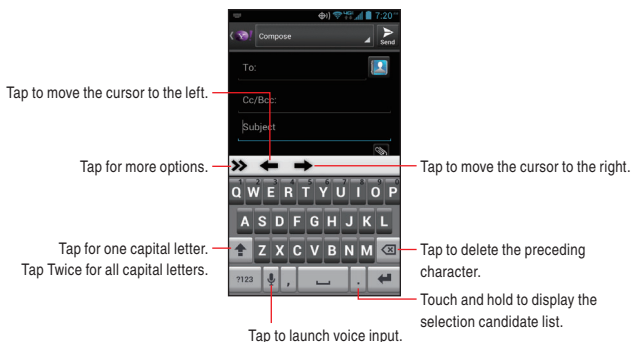 7:20
Compose
Send
To:
Cc/Bcc:
Subject
Tap to move the cursor to the left.
Tap for more options.
Tap to move the cursor to the right.
Q W E R T Y U I O P
A S D F G H J K L
Tap for one capital letter.
Tap Twice for all capital letters.
Z X C V B N M
Tap to delete the preceding
character.
?123 , .
Touch and hold to display the
selection candidate list.
Tap to launch voice input.